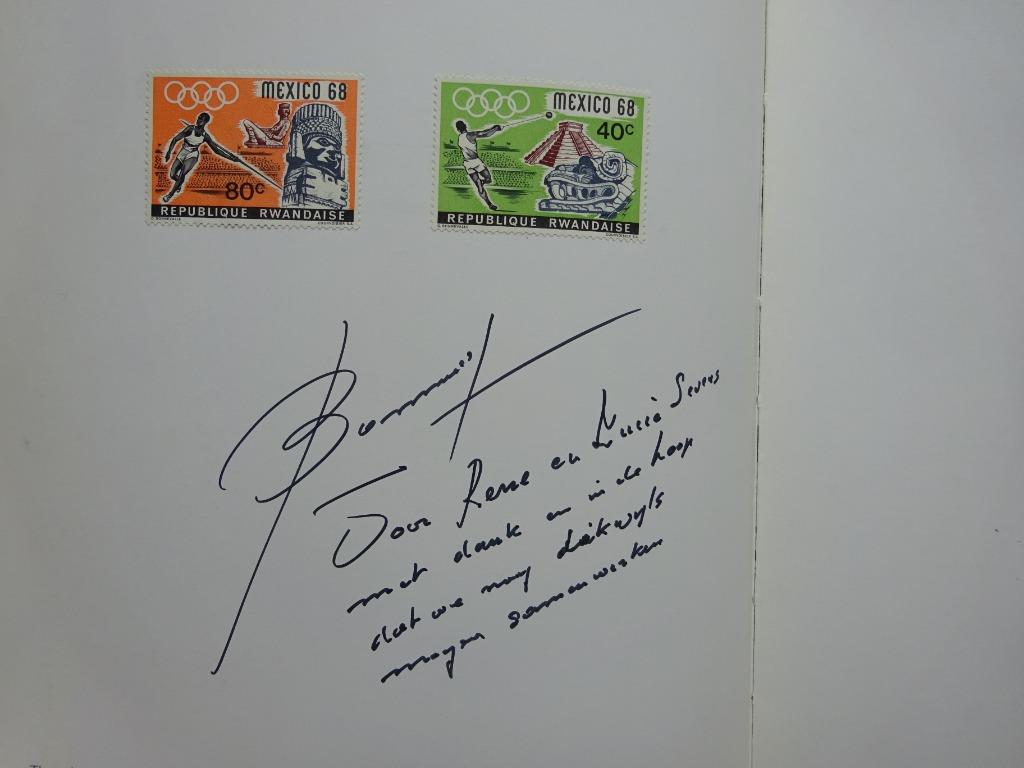 MEXICO 68
80c
REPUBLIQUE RWANDAISE
MEXICO 68
40c
REPUBLIQUE RWANDAISE
Voor Rene en Lucie Severs
met dank en in de hoop
dat we nog dikwijls
mogen samenwerken